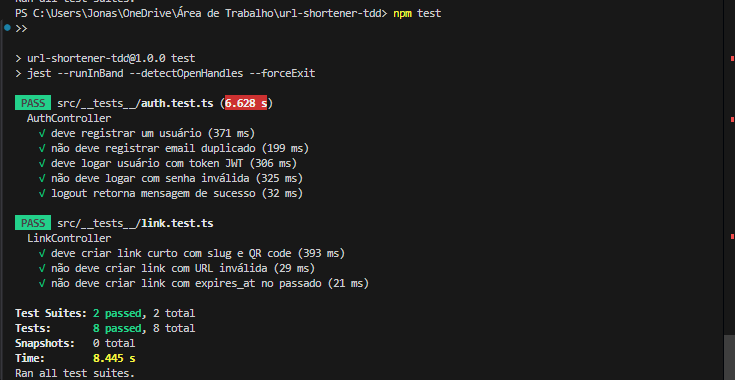 Ran all test suites.
PS C:\Users\Jonas\OneDrive\Área de Trabalho\url-shortener-tdd> npm test
>>
> url-shortener-tdd@1.0.0 test
> jest --runInBand --detectOpenHandles --forceExit
PASS src/__tests__/auth.test.ts (6.628 s)
AuthController
√ deve registrar um usuário (371 ms)
√ não deve registrar email duplicado (199 ms)
√ deve logar usuário com token JWT (306 ms)
√ não deve logar com senha inválida (325 ms)
√ logout retorna mensagem de sucesso (32 ms)
PASS src/__tests__/link.test.ts
LinkController
√ deve criar link curto com slug e QR code (393 ms)
√ não deve criar link com URL inválida (29 ms)
√ não deve criar link com expires_at no passado (21 ms)
Test Suites: 2 passed, 2 total
Tests: 8 passed, 8 total
Snapshots: 0 total
Time: 8.445 s
Ran all test suites.